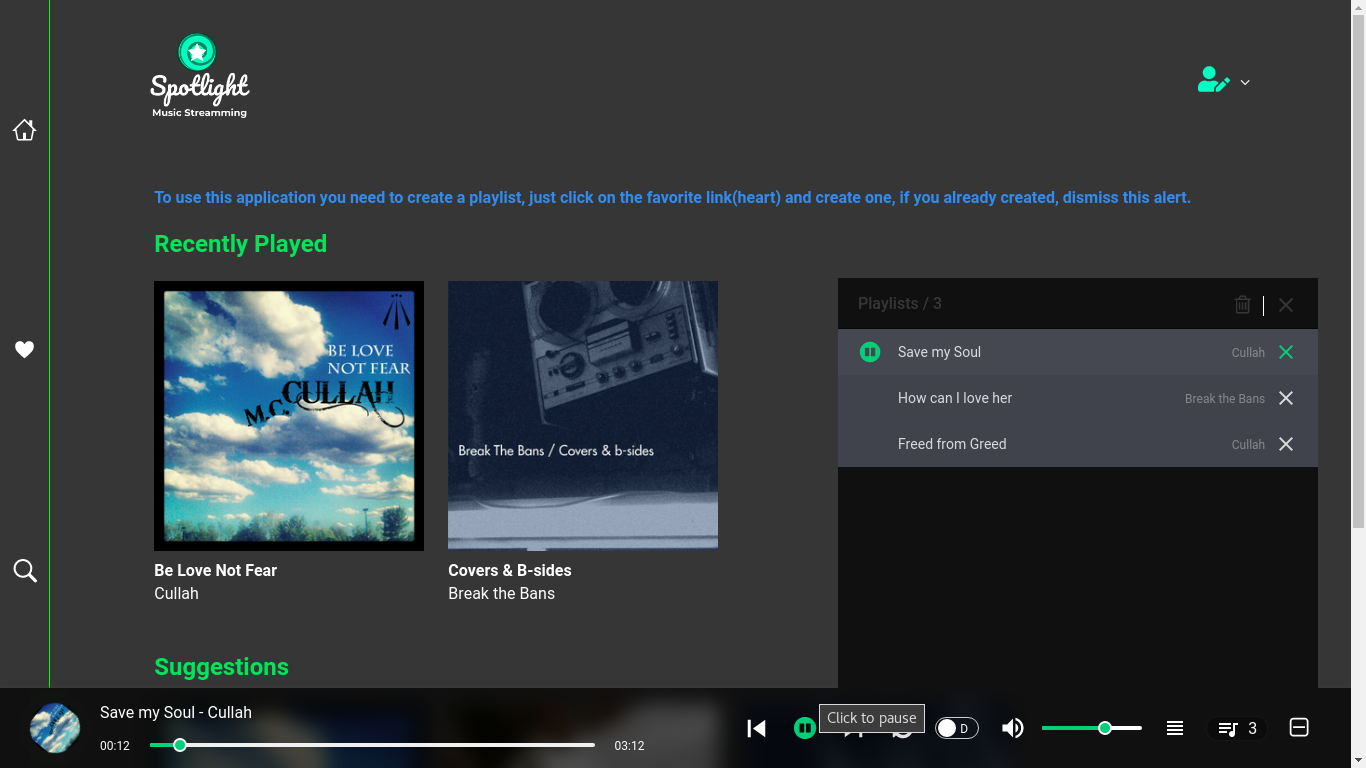 Spotlight
Music Streamming
To use this application you need to create a playlist, just click on the favorite link(heart) and create one, if you already created, dismiss this alert.
Recently Played
BE LOVE
NOT FEAR
M.C. CULLAH
Break The Bans / Covers & b-sides
Be Love Not Fear
Cullah
Covers & B-sides
Break the Bans
Playlists / 3
Save my Soul Cullah
How can I love her Break the Bans
Freed from Greed Cullah
Suggestions
Save my Soul - Cullah
00:12 03:12
Click to pause
D
3